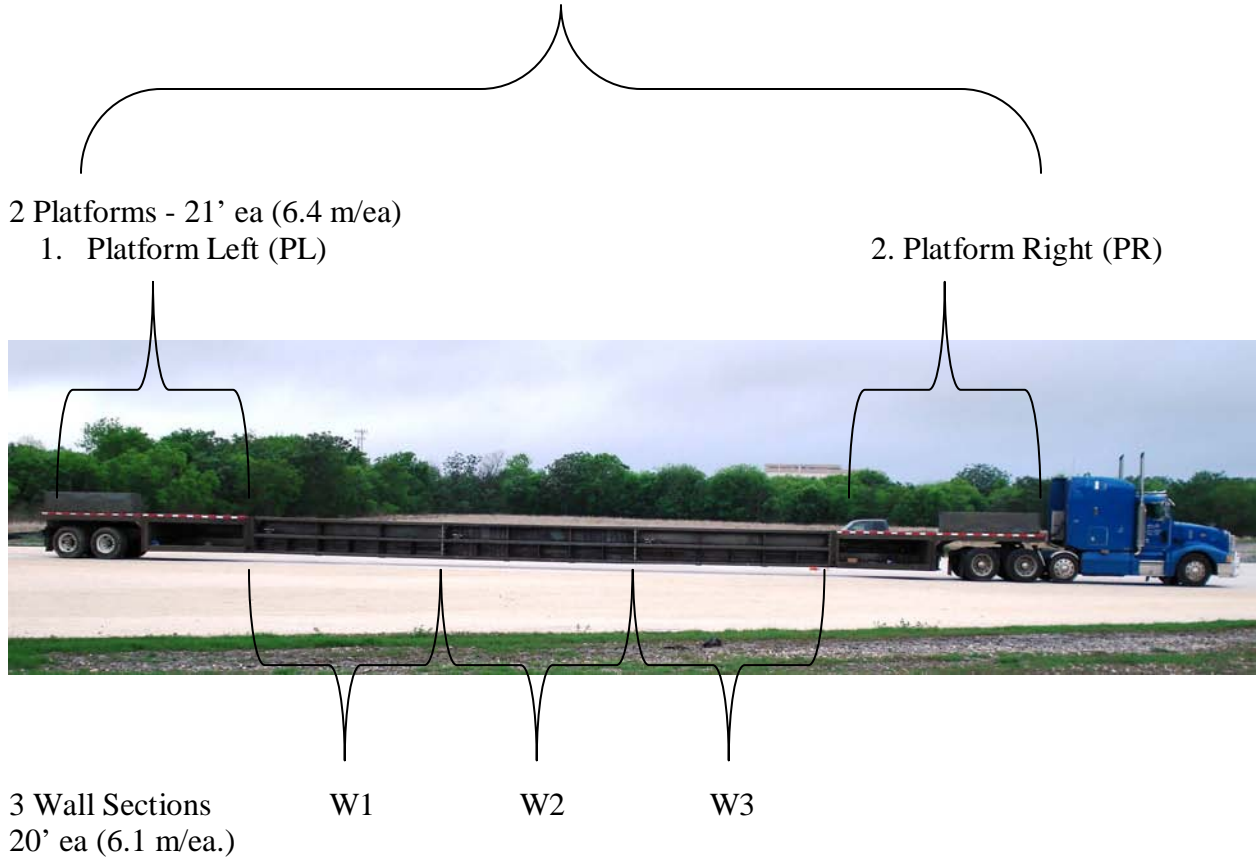 2 Platforms - 21’ ea (6.4 m/ea)
1. Platform Left (PL)
2. Platform Right (PR)
3 Wall Sections
W1
W2
W3
20’ ea (6.1 m/ea.)